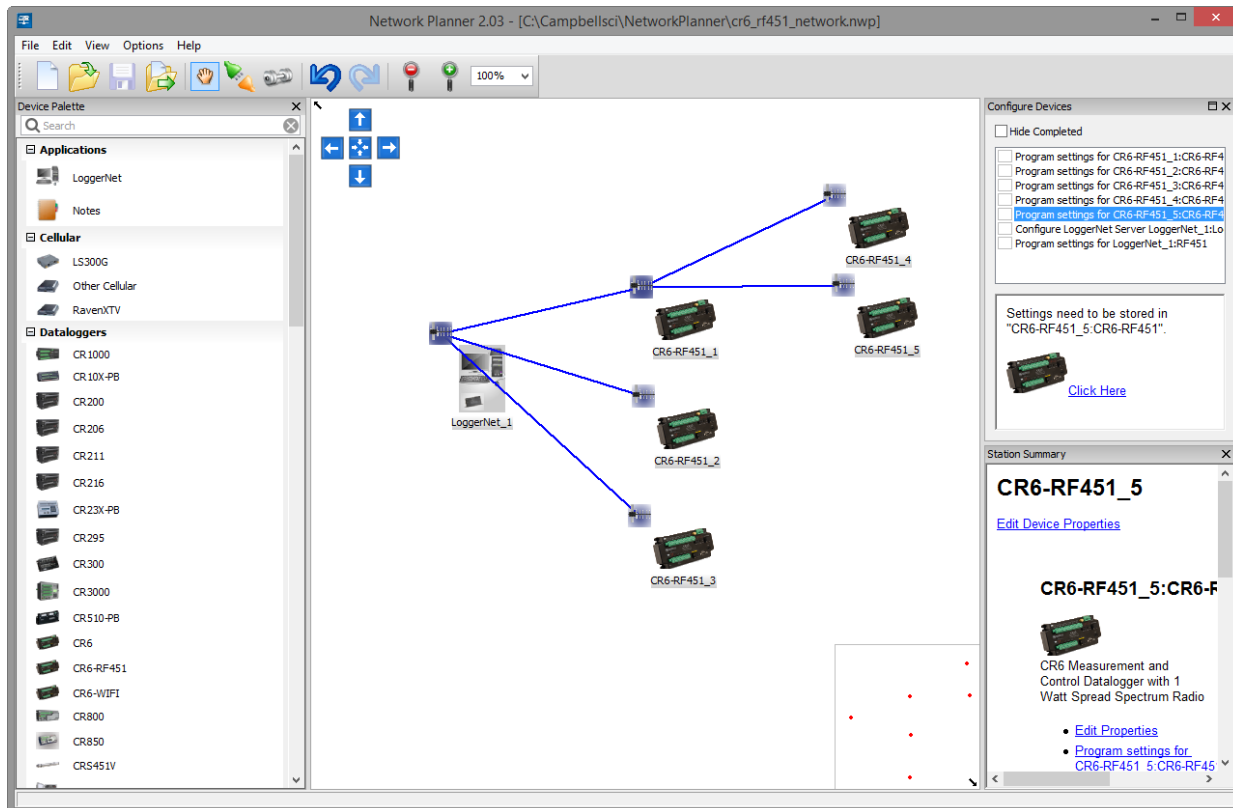 Network Planner 2.03 - [C:\Campbellsci\NetworkPlanner\cr6_rf451_network.nwp]
File Edit View Options Help
100%
Device Palette
Search
Applications
LoggerNet
Notes
Cellular
LS300G
Other Cellular
RavenXTV
Dataloggers
CR1000
CR10X-PB
CR200
CR206
CR211
CR216
CR23X-PB
CR295
CR300
CR3000
CR510-PB
CR6
CR6-RF451
CR6-WIFI
CR800
CR850
CRS451V
CR6-RF451_4
CR6-RF451_1
CR6-RF451_5
LoggerNet_1
CR6-RF451_2
CR6-RF451_3
Configure Devices
Hide Completed
Program settings for CR6-RF451_1:CR6-RF4
Program settings for CR6-RF451_2:CR6-RF4
Program settings for CR6-RF451_3:CR6-RF4
Program settings for CR6-RF451_4:CR6-RF4
Program settings for CR6-RF451_5:CR6-RF4
Configure LoggerNet Server LoggerNet_1:Lo
Program settings for LoggerNet_1:RF451
Settings need to be stored in
"CR6-RF451_5:CR6-RF451".
Click Here
Station Summary
CR6-RF451_5
Edit Device Properties
CR6-RF451_5:CR6-R
CR6 Measurement and
Control Datalogger with 1
Watt Spread Spectrum Radio
Edit Properties
Program settings for
CR6-RF451_5:CR6-RF45